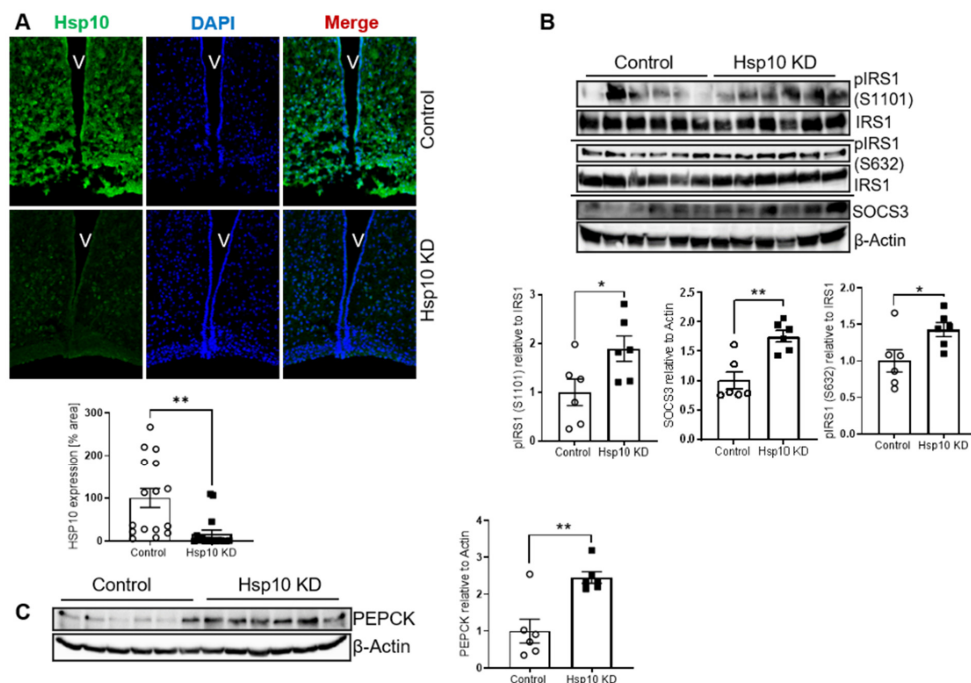 A
Hsp10 DAPI Merge
V V V
Control
V V V
Hsp10 KD
HSP10 expression [% area]
300
200
100
0
**
Control Hsp10 KD
B
Control Hsp10 KD
pIRS1
(S1101)
IRS1
pIRS1
(S632)
IRS1
SOCS3
β-Actin
pIRS1 (S1101) relative to IRS1
3
2
1
0
*
Control Hsp10 KD
SOCS3 relative to Actin
2.5
2.0
1.5
1.0
0.5
0.0
**
Control Hsp10 KD
pIRS1 (S632) relative to IRS1
2.0
1.5
1.0
0.5
0.0
*
Control Hsp10 KD
C
Control Hsp10 KD
PEPCK
β-Actin
PEPCK relative to Actin
4
3
2
1
0
**
Control Hsp10 KD